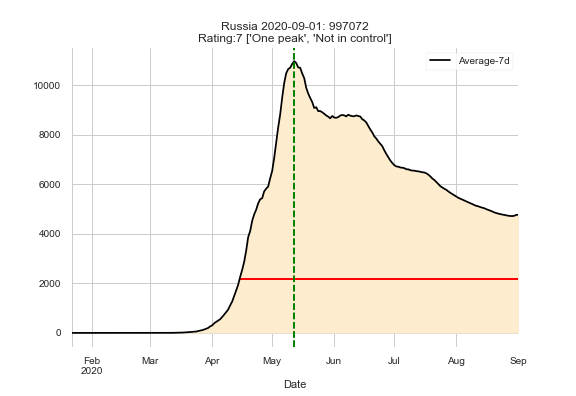 Russia 2020-09-01: 997072
Rating:7 ['One peak', 'Not in control']
Average-7d
10000
8000
6000
4000
2000
0
Feb Mar Apr May Jun Jul Aug Sep
2020
Date